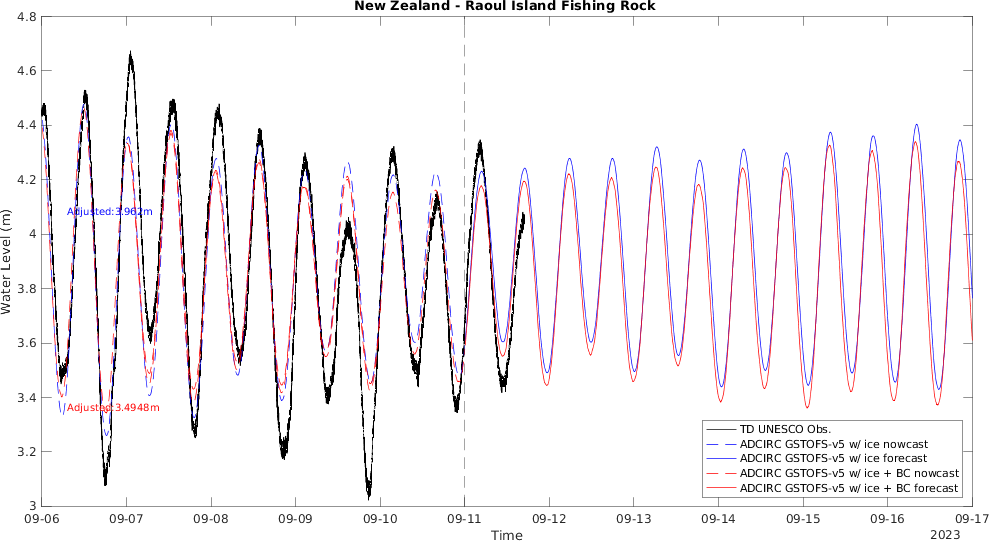 New Zealand - Raoul Island Fishing Rock
4.8
4.6
4.4
4.2
4
3.8
3.6
3.4
3.2
3
Water Level (m)
Adjusted:3.962m
Adjusted:3.4948m
TD UNESCO Obs.
ADCIRC GSTOFS-v5 w/ ice nowcast
ADCIRC GSTOFS-v5 w/ ice forecast
ADCIRC GSTOFS-v5 w/ ice + BC nowcast
ADCIRC GSTOFS-v5 w/ ice + BC forecast
09-06 09-07 09-08 09-09 09-10 09-11 09-12 09-13 09-14 09-15 09-16 09-17
Time
2023